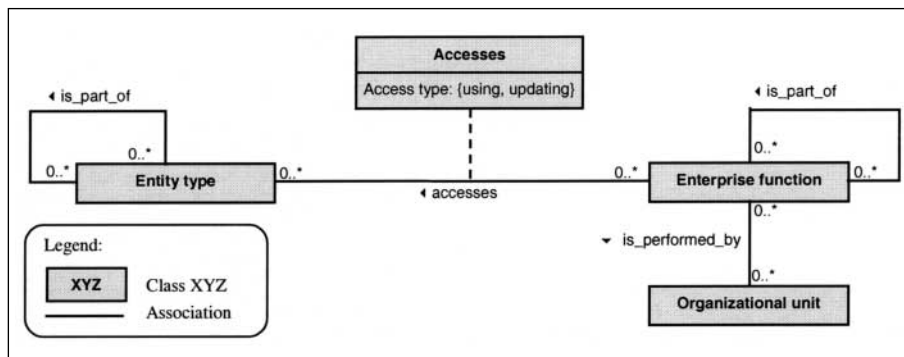 Accesses
Access type: {using, updating}
◂ is_part_of
◂ is_part_of
0..*
0..*
0..*
0..*
0..*
0..*
Entity type
Enterprise function
◂ accesses
0..*
▾ is_performed_by
0..*
Organizational unit
Legend:
XYZ Class XYZ
Association